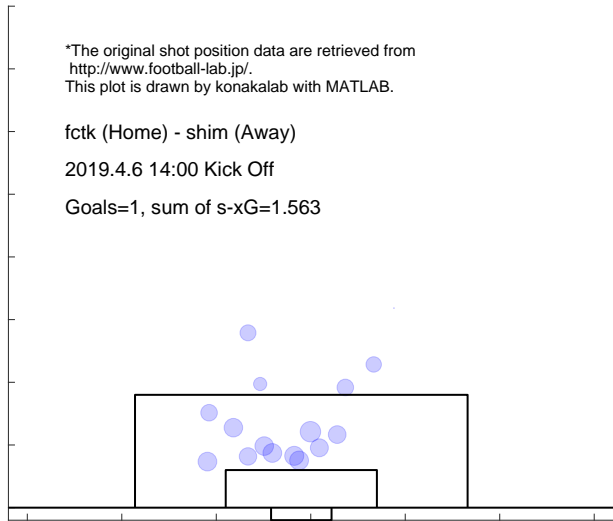 *The original shot position data are retrieved from
http://www.football-lab.jp/.
This plot is drawn by konakalab with MATLAB.
fctk (Home) - shim (Away)
2019.4.6 14:00 Kick Off
Goals=1, sum of s-xG=1.563